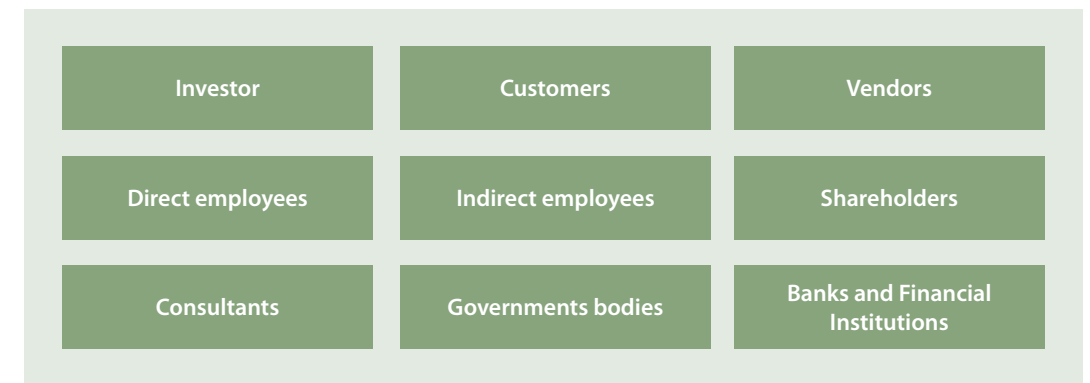 Investor
Customers
Vendors
Direct employees
Indirect employees
Shareholders
Consultants
Governments bodies
Banks and Financial
Institutions